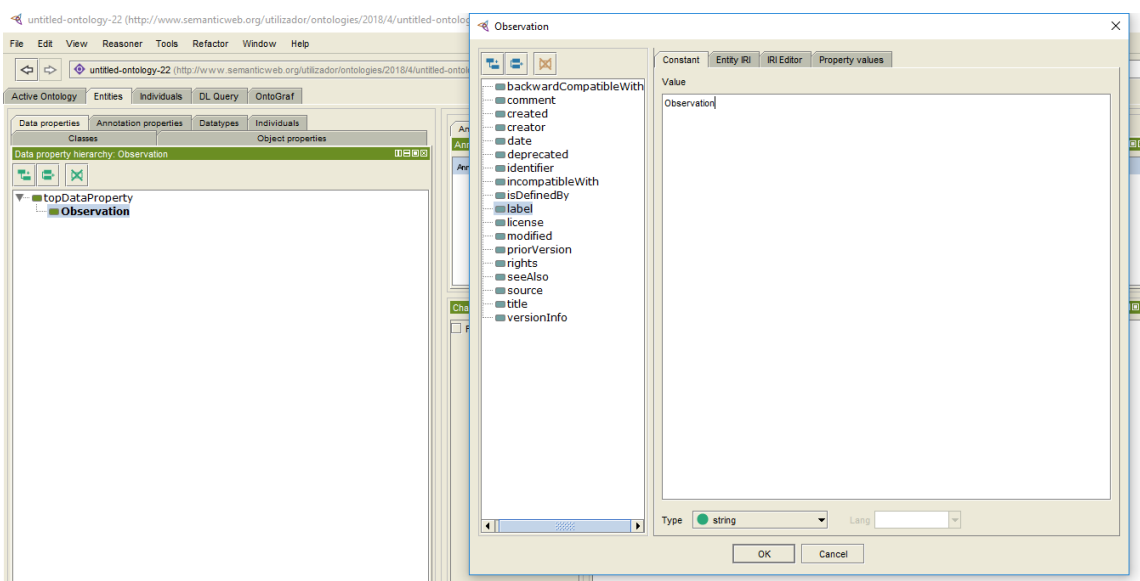 untitled-ontology-22 (http://www.semanticweb.org/utilizador/ontologies/2018/4/untitled-ontolog
File Edit View Reasoner Tools Refactor Window Help
untitled-ontology-22 (http://www.semanticweb.org/utilizador/ontologies/2018/4/untitled-ontol
Active Ontology Entities Individuals DL Query OntoGraf
Data properties Annotation properties Datatypes Individuals
Classes Object properties
Data property hierarchy: Observation
topDataProperty
Observation
An
Ann
Ann
Cha
F
Observation
backwardCompatibleWith
comment
created
creator
date
deprecated
identifier
incompatibleWith
isDefinedBy
label
license
modified
priorVersion
rights
seeAlso
source
title
versionInfo
Constant Entity IRI IRI Editor Property values
Value
Observation
Type string Lang
OK Cancel